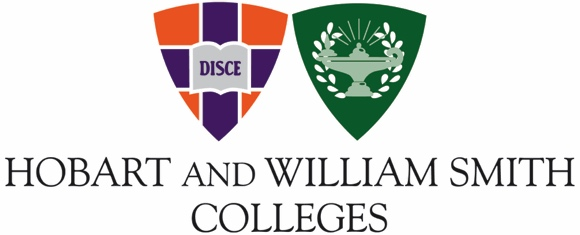 DISCE
HOBART AND WILLIAM SMITH
COLLEGES